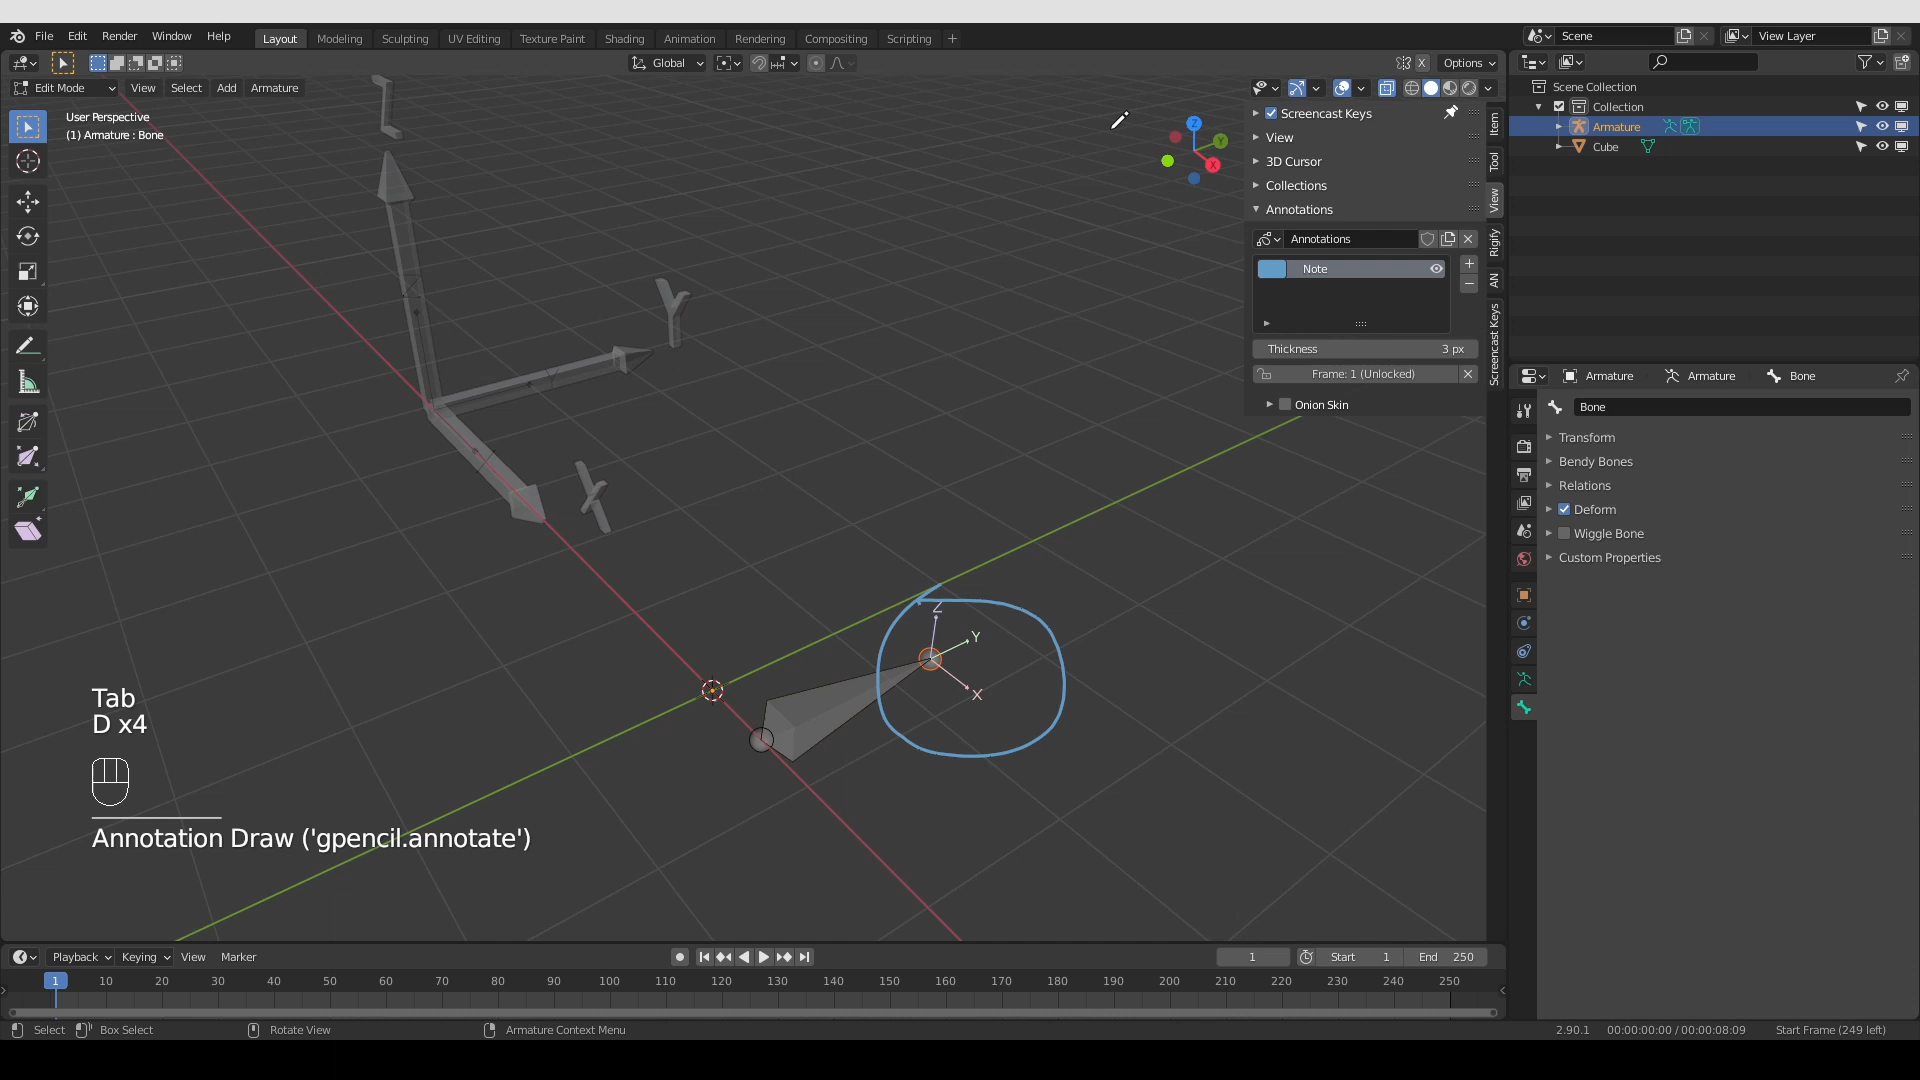 File Edit Render Window Help Layout Modeling Sculpting UV Editing Texture Paint Shading Animation Rendering Compositing Scripting + Scene View Layer
Global X Options
Edit Mode View Select Add Armature
User Perspective
(1) Armature : Bone
Z
Y
X
Z
Y
X
Z
Y
X
Tab
D x4
Annotation Draw ('gpencil.annotate')
Screencast Keys
View
3D Cursor
Collections
Annotations
Annotations
Note
Thickness 3 px
Frame: 1 (Unlocked)
Onion Skin
Item
Tool
View
Rigify
AN
Screencast Keys
Scene Collection
Collection
Armature
Cube
Armature Armature Bone
Bone
Transform
Bendy Bones
Relations
Deform
Wiggle Bone
Custom Properties
Playback Keying View Marker 1 Start 1 End 250
1 10 20 30 40 50 60 70 80 90 100 110 120 130 140 150 160 170 180 190 200 210 220 230 240 250
Select Box Select Rotate View Armature Context Menu 2.90.1 00:00:00:00 / 00:00:08:09 Start Frame (249 left)